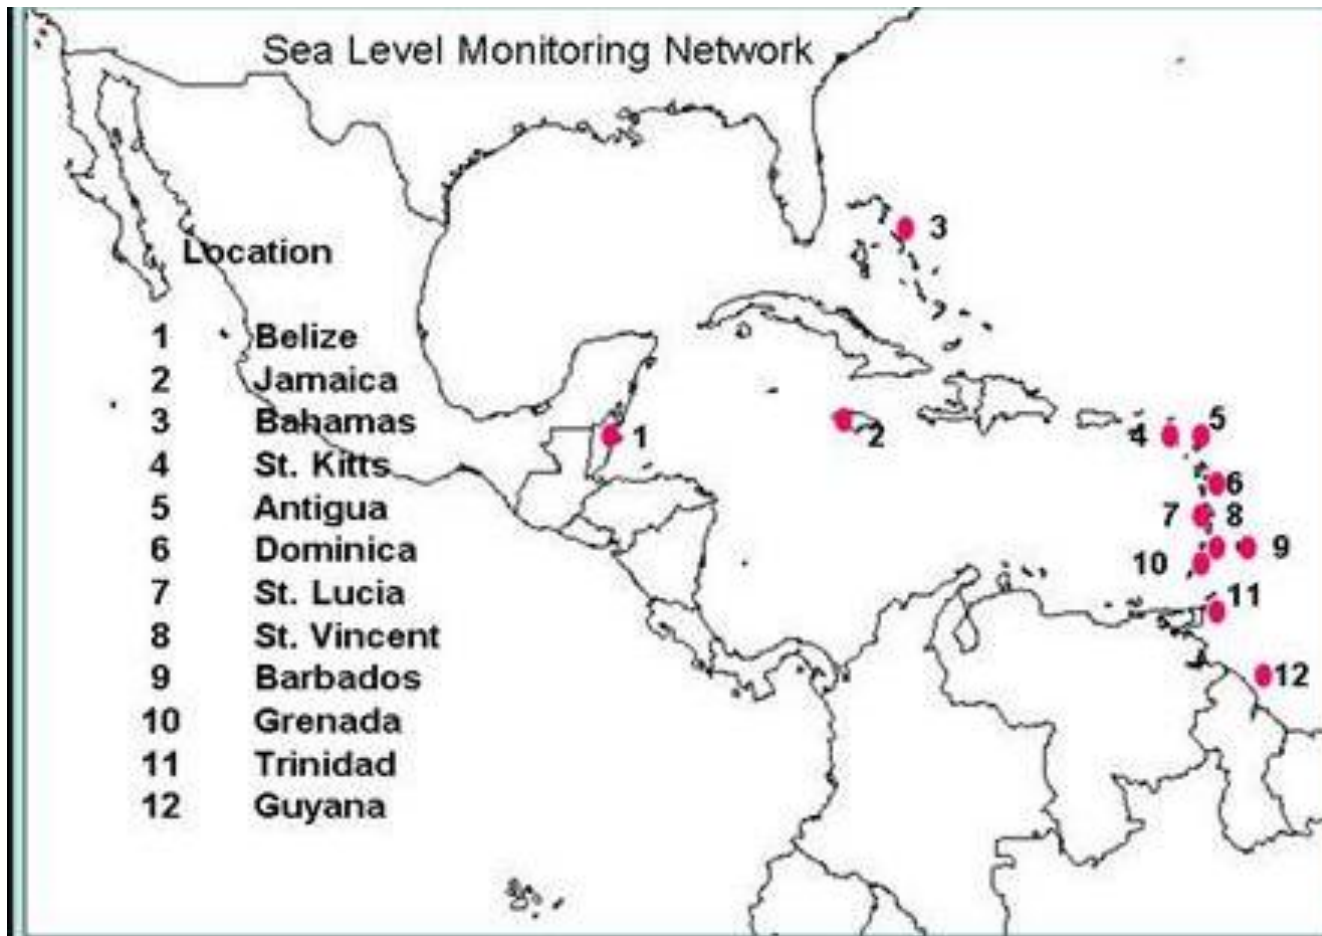 Sea Level Monitoring Network
Location
1 Belize
2 Jamaica
3 Bahamas
4 St. Kitts
5 Antigua
6 Dominica
7 St. Lucia
8 St. Vincent
9 Barbados
10 Grenada
11 Trinidad
12 Guyana
3
1
2
4
5
6
7
8
9
10
11
12